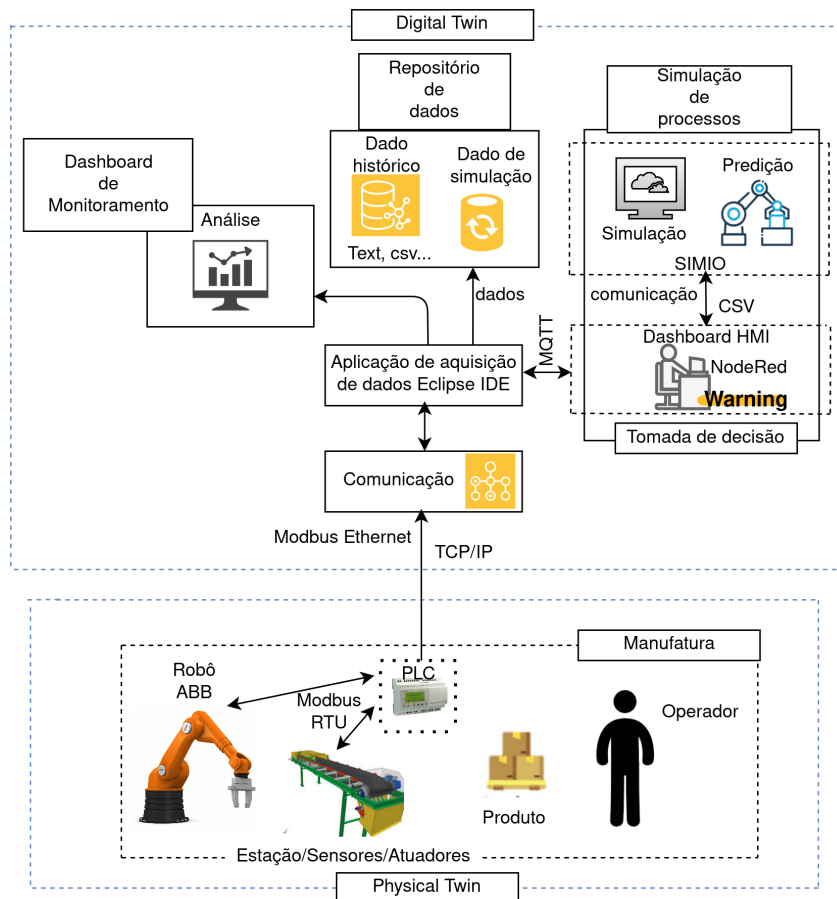 Digital Twin
Repositório
de
dados
Simulação
de
processos
Dashboard
de
Monitoramento
Dado
histórico
Dado de
simulação
Text, csv...
Predição
Simulação
SIMIO
Análise
dados
comunicação
CSV
MQTT
Dashboard HMI
NodeRed
Warning
Aplicação de aquisição
de dados Eclipse IDE
Tomada de decisão
Comunicação
Modbus Ethernet
TCP/IP
Manufatura
Robô
ABB
PLC
Modbus
RTU
Operador
Produto
Estação/Sensores/Atuadores
Physical Twin